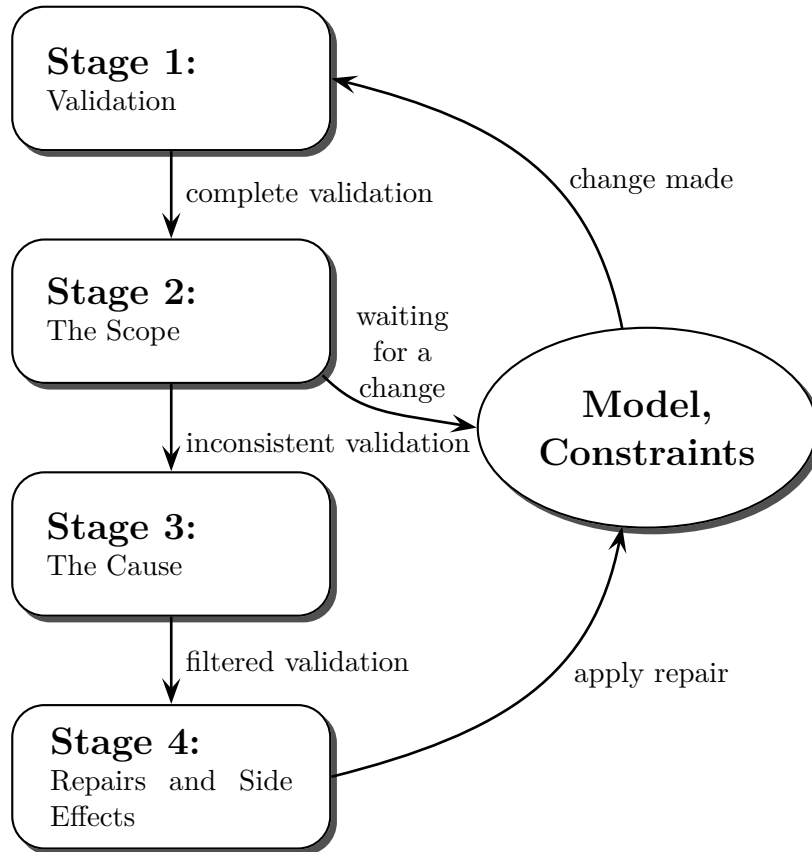 Stage 1:
Validation
change made
complete validation
Stage 2:
The Scope
waiting
for a
change
Model,
Constraints
inconsistent validation
Stage 3:
The Cause
filtered validation
apply repair
Stage 4:
Repairs and Side
Effects